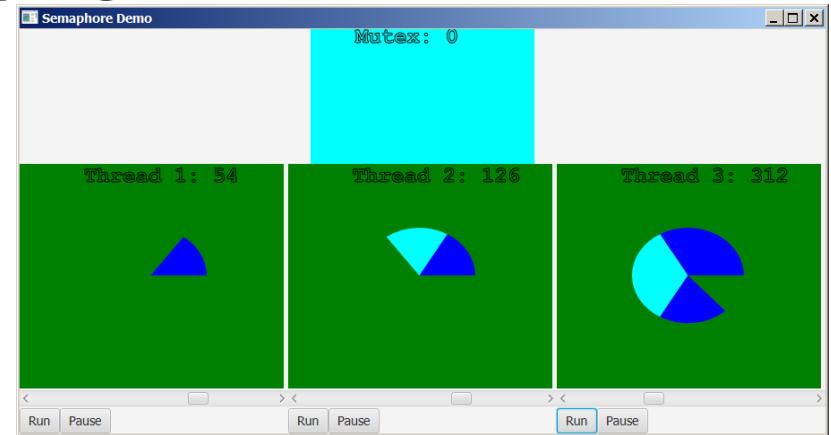 Semaphore Demo
Mutex: 0
Thread 1: 54
Thread 2: 126
Thread 3: 312
Run Pause
Run Pause
Run Pause